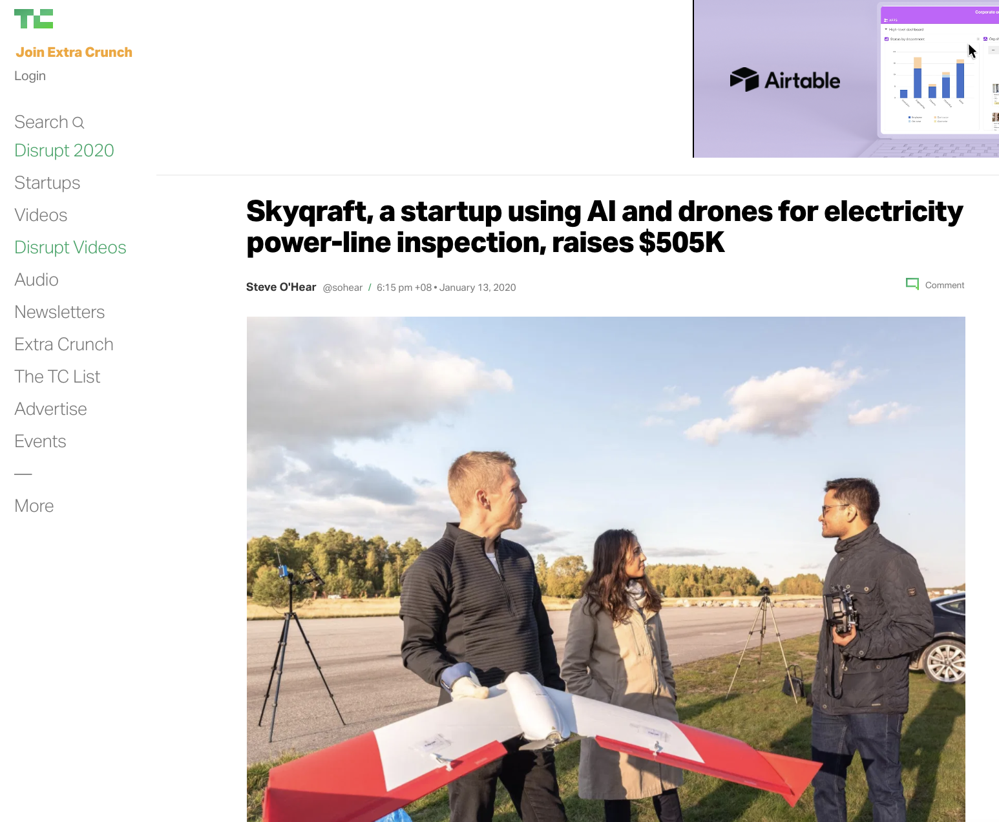 TC
Join Extra Crunch
Login
Search
Disrupt 2020
Startups
Videos
Disrupt Videos
Audio
Newsletters
Extra Crunch
The TC List
Advertise
Events
More
Airtable
Corporate
APPS
High-level dashboard
Status by department
Skyqraft, a startup using AI and drones for electricity
power-line inspection, raises $505K
Steve O'Hear @sohear / 6:15 pm +08 • January 13, 2020
Comment